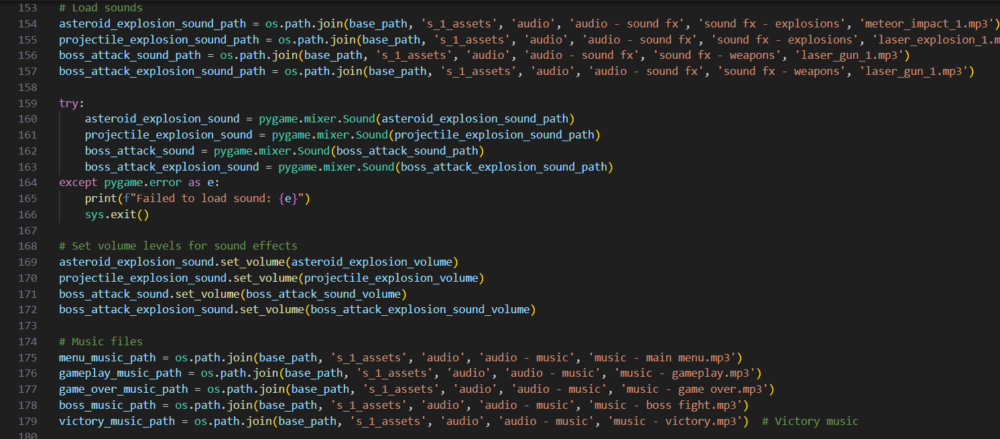 153 # Load sounds
154 asteroid_explosion_sound_path = os.path.join(base_path, 's_1_assets', 'audio', 'audio - sound fx', 'sound fx - explosions', 'meteor_impact_1.mp3')
155 projectile_explosion_sound_path = os.path.join(base_path, 's_1_assets', 'audio', 'audio - sound fx', 'sound fx - explosions', 'laser_explosion_1.m
156 boss_attack_sound_path = os.path.join(base_path, 's_1_assets', 'audio', 'audio - sound fx', 'sound fx - weapons', 'laser_gun_1.mp3')
157 boss_attack_explosion_sound_path = os.path.join(base_path, 's_1_assets', 'audio', 'audio - sound fx', 'sound fx - weapons', 'laser_gun_1.mp3')
158
159 try:
160     asteroid_explosion_sound = pygame.mixer.Sound(asteroid_explosion_sound_path)
161     projectile_explosion_sound = pygame.mixer.Sound(projectile_explosion_sound_path)
162     boss_attack_sound = pygame.mixer.Sound(boss_attack_sound_path)
163     boss_attack_explosion_sound = pygame.mixer.Sound(boss_attack_explosion_sound_path)
164 except pygame.error as e:
165     print(f"Failed to load sound: {e}")
166     sys.exit()
167
168 # Set volume levels for sound effects
169 asteroid_explosion_sound.set_volume(asteroid_explosion_volume)
170 projectile_explosion_sound.set_volume(projectile_explosion_volume)
171 boss_attack_sound.set_volume(boss_attack_sound_volume)
172 boss_attack_explosion_sound.set_volume(boss_attack_explosion_sound_volume)
173
174 # Music files
175 menu_music_path = os.path.join(base_path, 's_1_assets', 'audio', 'audio - music', 'music - main menu.mp3')
176 gameplay_music_path = os.path.join(base_path, 's_1_assets', 'audio', 'audio - music', 'music - gameplay.mp3')
177 game_over_music_path = os.path.join(base_path, 's_1_assets', 'audio', 'audio - music', 'music - game over.mp3')
178 boss_music_path = os.path.join(base_path, 's_1_assets', 'audio', 'audio - music', 'music - boss fight.mp3')
179 victory_music_path = os.path.join(base_path, 's_1_assets', 'audio', 'audio - music', 'music - victory.mp3')  # Victory music
180